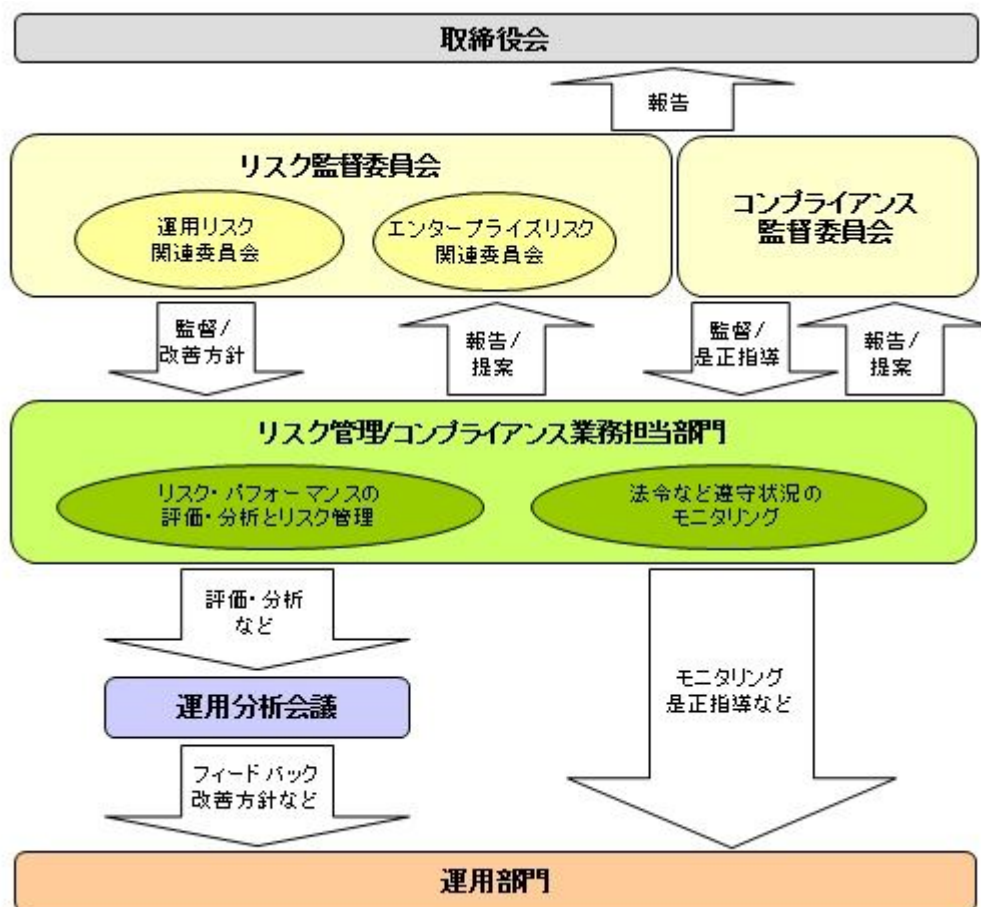 取締役会
報告
リスク監督委員会
運用リスク
関連委員会
エンタープライズリスク
関連委員会
コンプライアンス
監督委員会
監督/
改善方針
報告/
提案
監督/
是正指導
報告/
提案
リスク管理/コンプライアンス業務担当部門
リスク・パフォーマンスの
評価・分析とリスク管理
法令など遵守状況の
モニタリング
評価・分析
など
運用分析会議
モニタリング
是正指導など
フィードバック
改善方針など
運用部門